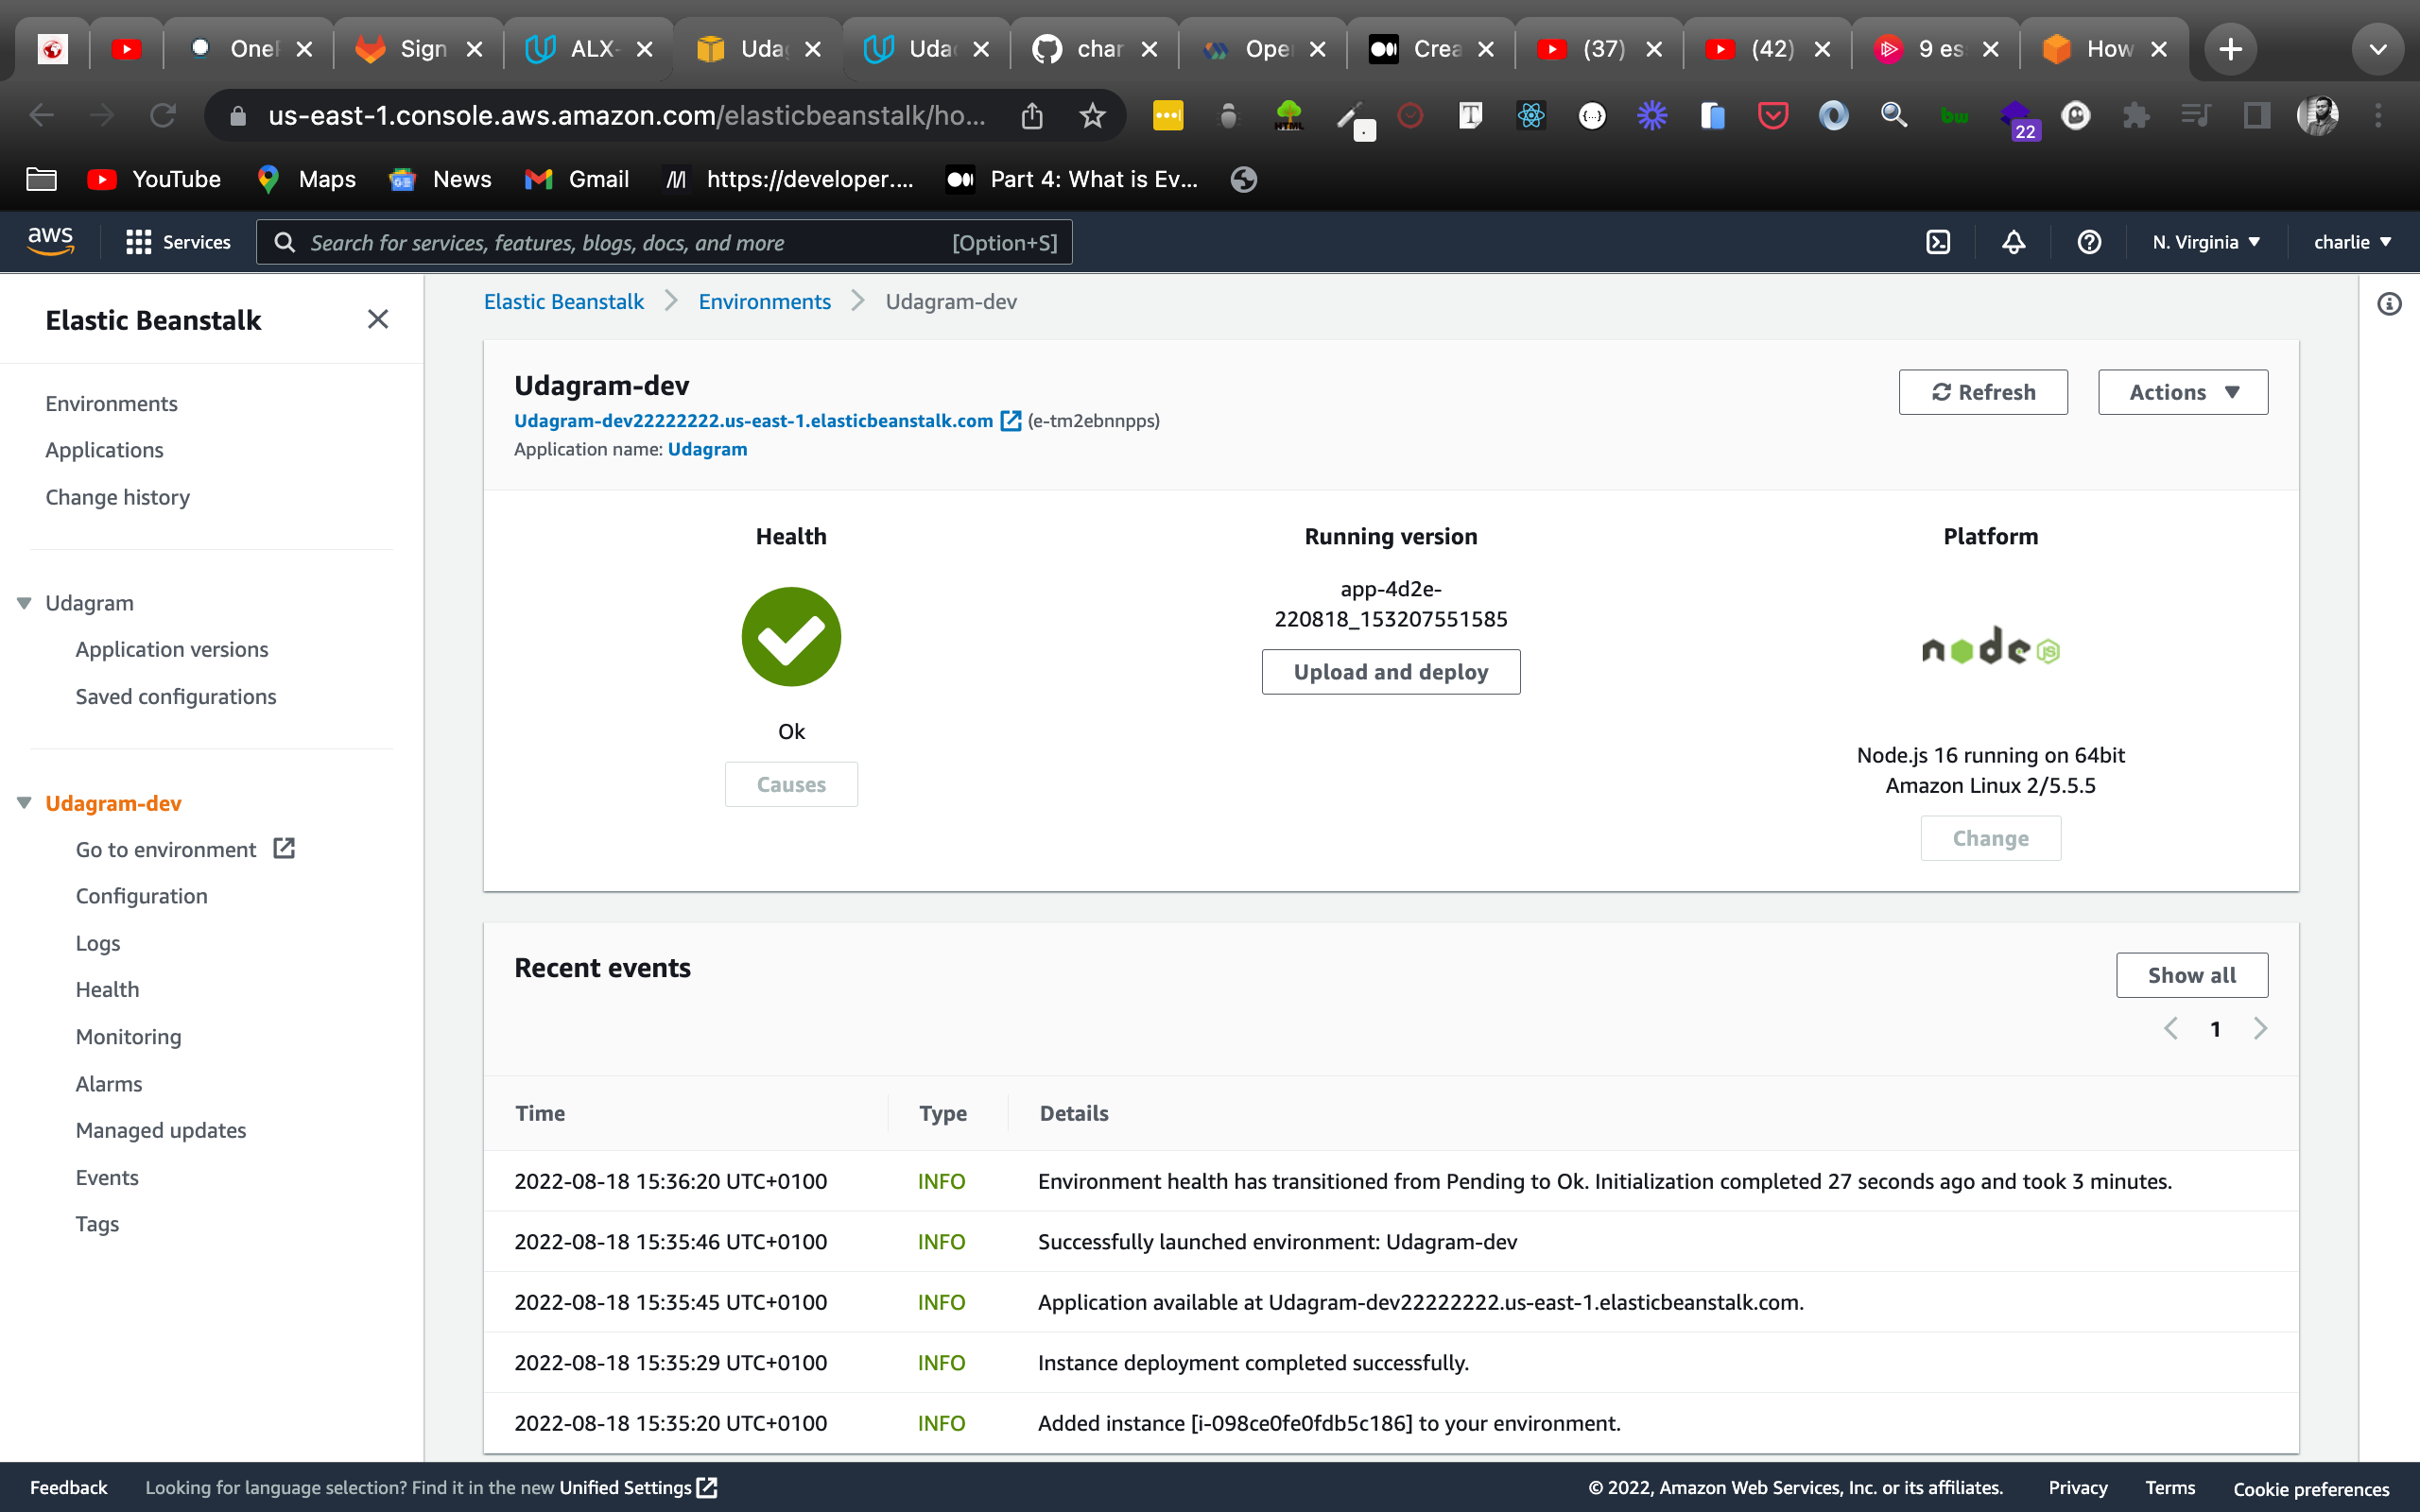 OneP
Sign
ALX-
Udag
Udac
char
Oper
Crea
(37)
(42)
9 es
How
us-east-1.console.aws.amazon.com/elasticbeanstalk/ho...
22
YouTube
Maps
News
Gmail
https://developer....
Part 4: What is Ev...
aws
Services
Search for services, features, blogs, docs, and more
[Option+S]
N. Virginia
charlie
Elastic Beanstalk
Environments
Applications
Change history
Udagram
Application versions
Saved configurations
Udagram-dev
Go to environment
Configuration
Logs
Health
Monitoring
Alarms
Managed updates
Events
Tags
Elastic Beanstalk > Environments > Udagram-dev
Udagram-dev
Udagram-dev22222222.us-east-1.elasticbeanstalk.com (e-tm2ebnnpps)
Application name: Udagram
Refresh
Actions
Health
Ok
Causes
Running version
app-4d2e-
220818_153207551585
Upload and deploy
Platform
node JS
Node.js 16 running on 64bit
Amazon Linux 2/5.5.5
Change
Recent events
Show all
1
Time Type Details
2022-08-18 15:36:20 UTC+0100 INFO Environment health has transitioned from Pending to Ok. Initialization completed 27 seconds ago and took 3 minutes.
2022-08-18 15:35:46 UTC+0100 INFO Successfully launched environment: Udagram-dev
2022-08-18 15:35:45 UTC+0100 INFO Application available at Udagram-dev22222222.us-east-1.elasticbeanstalk.com.
2022-08-18 15:35:29 UTC+0100 INFO Instance deployment completed successfully.
2022-08-18 15:35:20 UTC+0100 INFO Added instance [i-098ce0fe0fdb5c186] to your environment.
Feedback
Looking for language selection? Find it in the new Unified Settings
© 2022, Amazon Web Services, Inc. or its affiliates.
Privacy
Terms
Cookie preferences